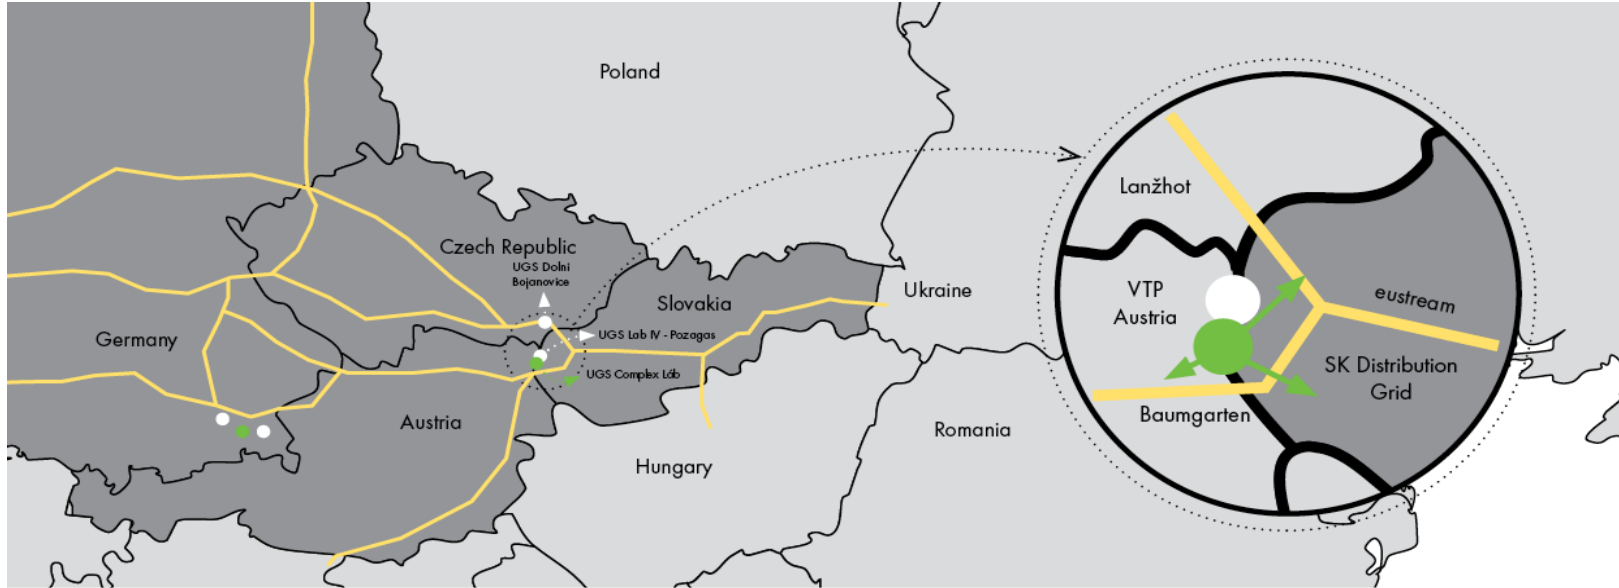 Poland
Czech Republic
UGS Dolni
Bojanovice
Slovakia
Ukraine
Germany
UGS Lab IV - Pozagas
UGS Complex Láb
Austria
Hungary
Romania
Lanžhot
VTP
Austria
eustream
SK Distribution
Grid
Baumgarten